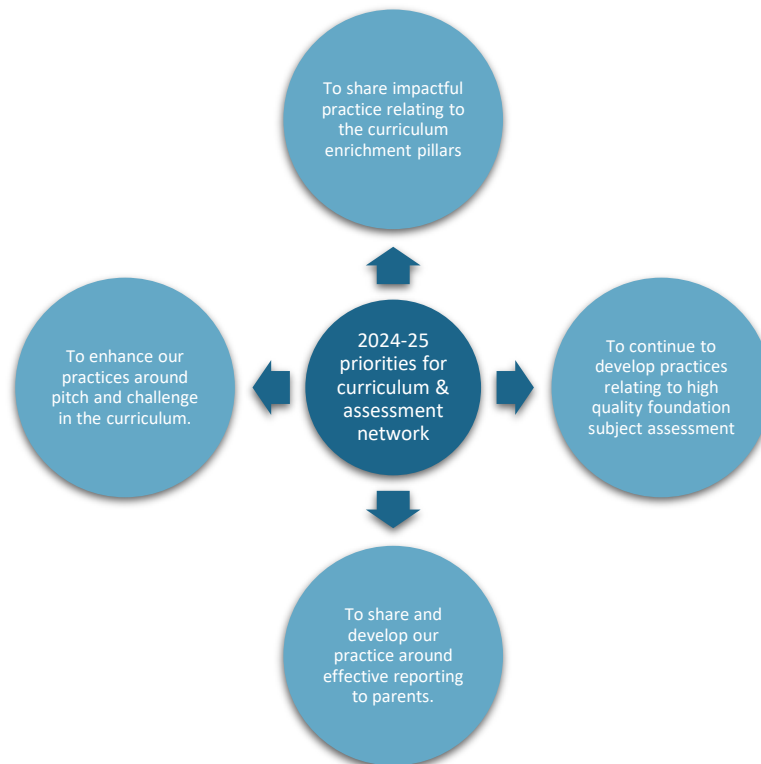 To share impactful
practice relating to
the curriculum
enrichment pillars
To enhance our
practices around
pitch and challenge
in the curriculum.
2024-25
priorities for
curriculum &
assessment
network
To continue to
develop practices
relating to high
quality foundation
subject assessment
To share and
develop our
practice around
effective reporting
to parents.